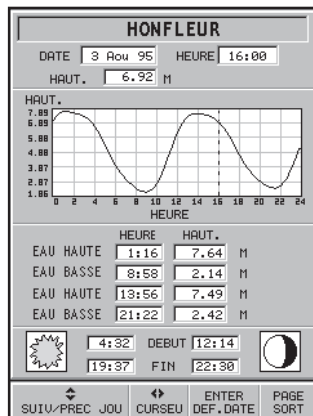 HONFLEUR
DATE 3 Aou 95 HEURE 16:00
HAUT. 6.92 M
HAUT.
7.89
6.89
5.88
4.88
3.87
2.87
1.86
0 2 4 6 8 10 12 14 16 18 20 22 24
HEURE
HEURE HAUT.
EAU HAUTE 1:16 7.64 M
EAU BASSE 8:58 2.14 M
EAU HAUTE 13:56 7.49 M
EAU BASSE 21:22 2.42 M
4:32 DEBUT 12:14
19:37 FIN 22:30
ENTER PAGE
SUIV/PREC JOU CURSEU DEF.DATE SORT